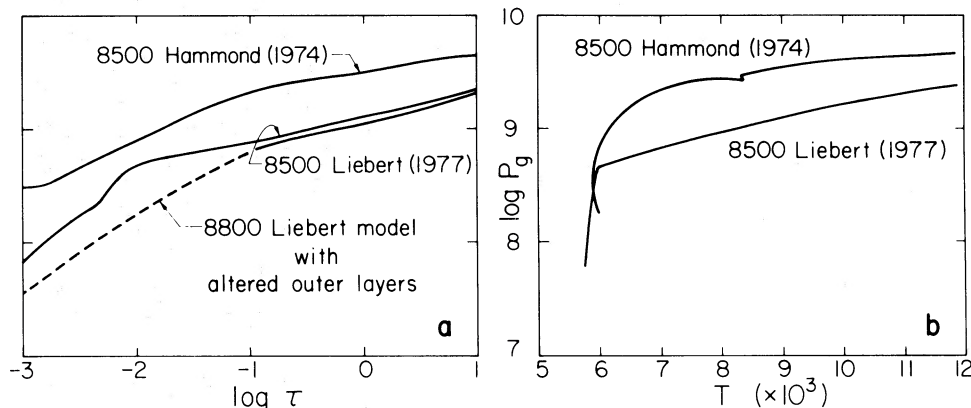 8500 Hammond (1974)
8500 Liebert (1977)
8800 Liebert model
with
altered outer layers
a
-3 -2 -1 0 1
log τ
10
9
8
7
log Pg
8500 Hammond (1974)
8500 Liebert (1977)
b
5 6 7 8 9 10 11 12
T (×10³)